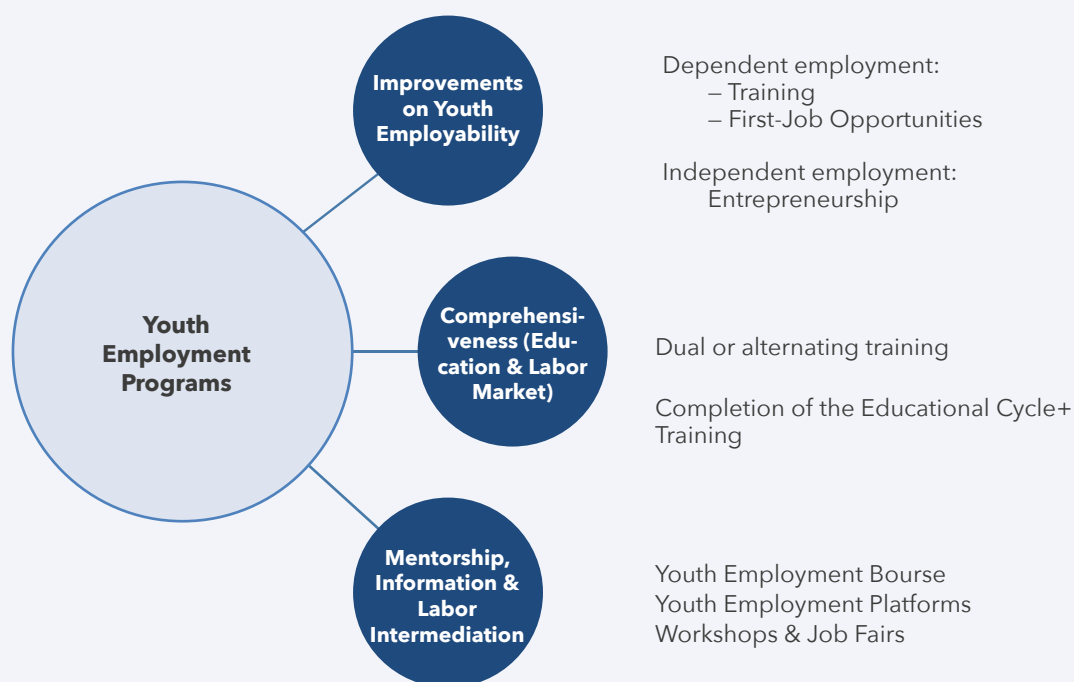 Youth
Employment
Programs
Improvements
on Youth
Employability
Dependent employment:
– Training
– First-Job Opportunities
Independent employment:
Entrepreneurship
Comprehensi-
veness (Edu-
cation & Labor
Market)
Dual or alternating training
Completion of the Educational Cycle+
Training
Mentorship,
Information &
Labor
Intermediation
Youth Employment Bourse
Youth Employment Platforms
Workshops & Job Fairs